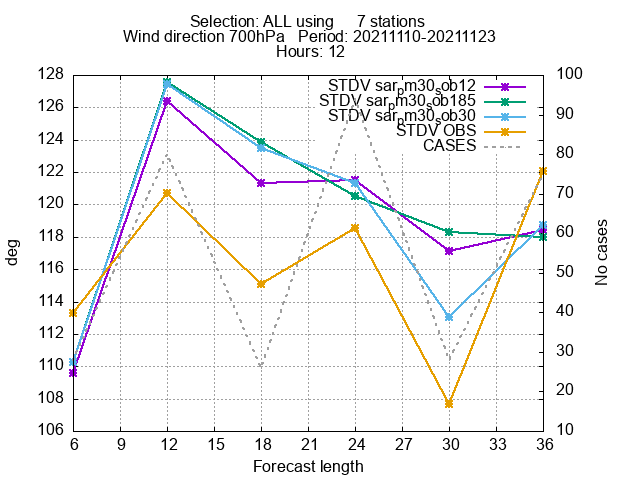 Selection: ALL using 7 stations
Wind direction 700hPa Period: 20211110-20211123
Hours: 12
128
126
124
122
120
118
116
114
112
110
108
106
deg
100
90
80
70
60
50
40
30
20
10
No cases
STDV sarpm30sob12
STDV sarpm30sob185
STDV sarpm30sob30
STDV OBS
CASES
6 9 12 15 18 21 24 27 30 33 36
Forecast length